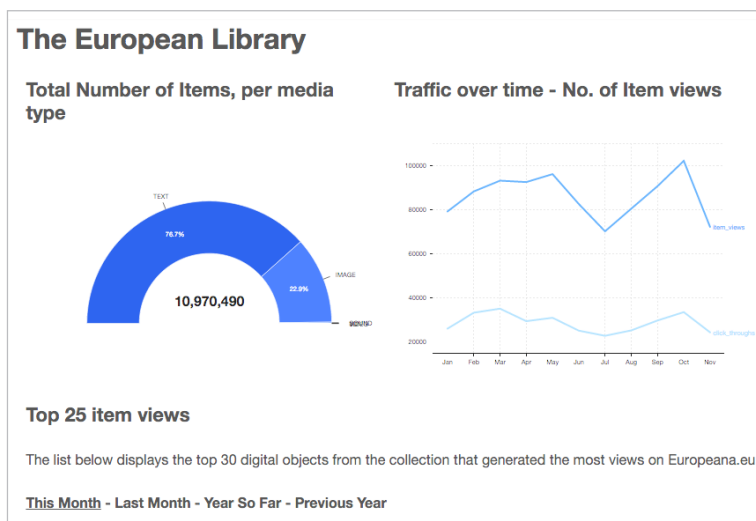 The European Library
Total Number of Items, per media
type
TEXT
76.7%
IMAGE
22.9%
10,970,490
Traffic over time - No. of Item views
100000
80000
60000
40000
20000
item_views
click_throughs
Jan Feb Mar Apr May Jun Jul Aug Sep Oct Nov
Top 25 item views
The list below displays the top 30 digital objects from the collection that generated the most views on Europeana.eu
This Month - Last Month - Year So Far - Previous Year